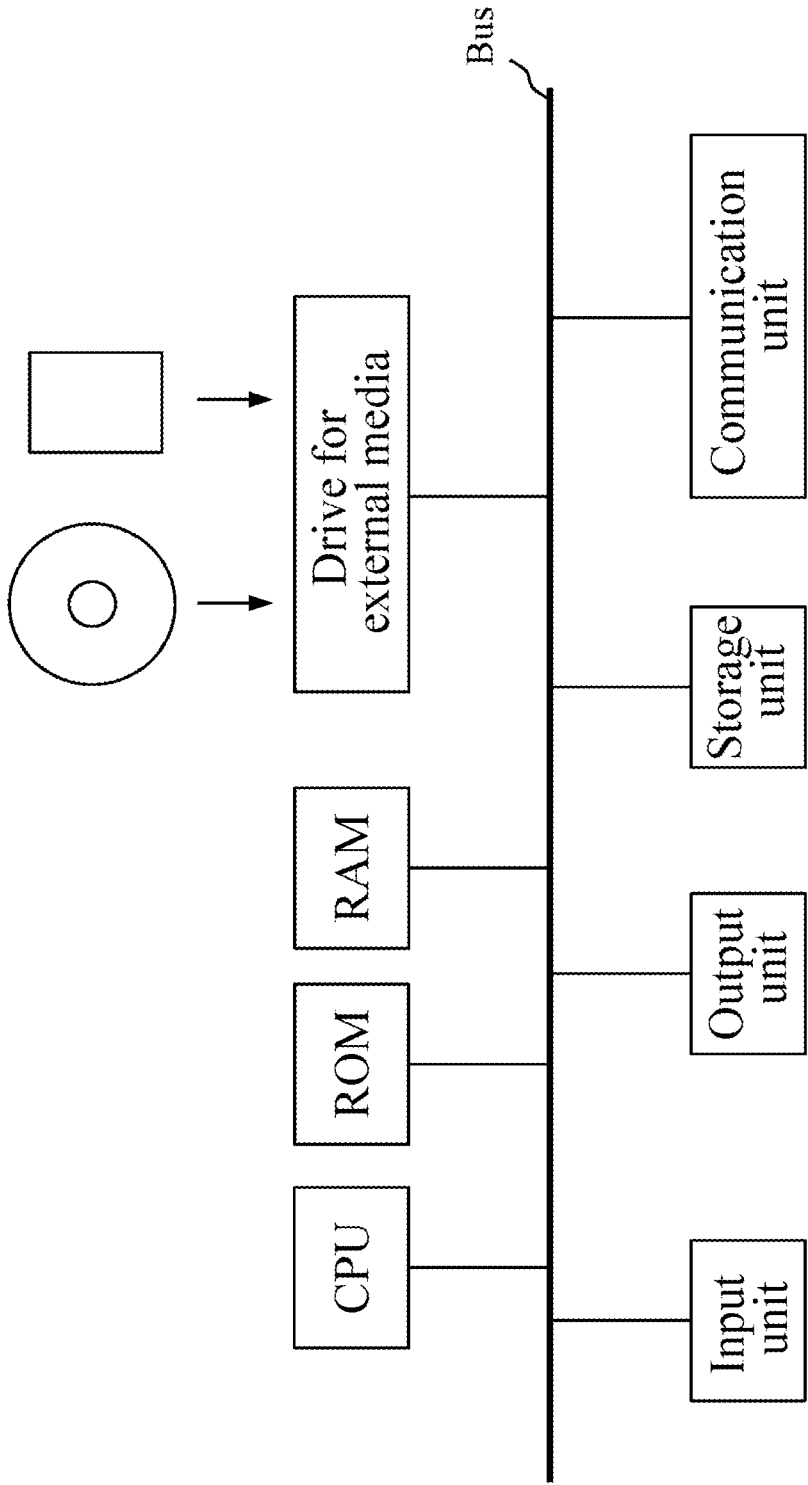 Drive for
external media
CPU
ROM
RAM
Bus
Input
unit
Output
unit
Storage
unit
Communication
unit